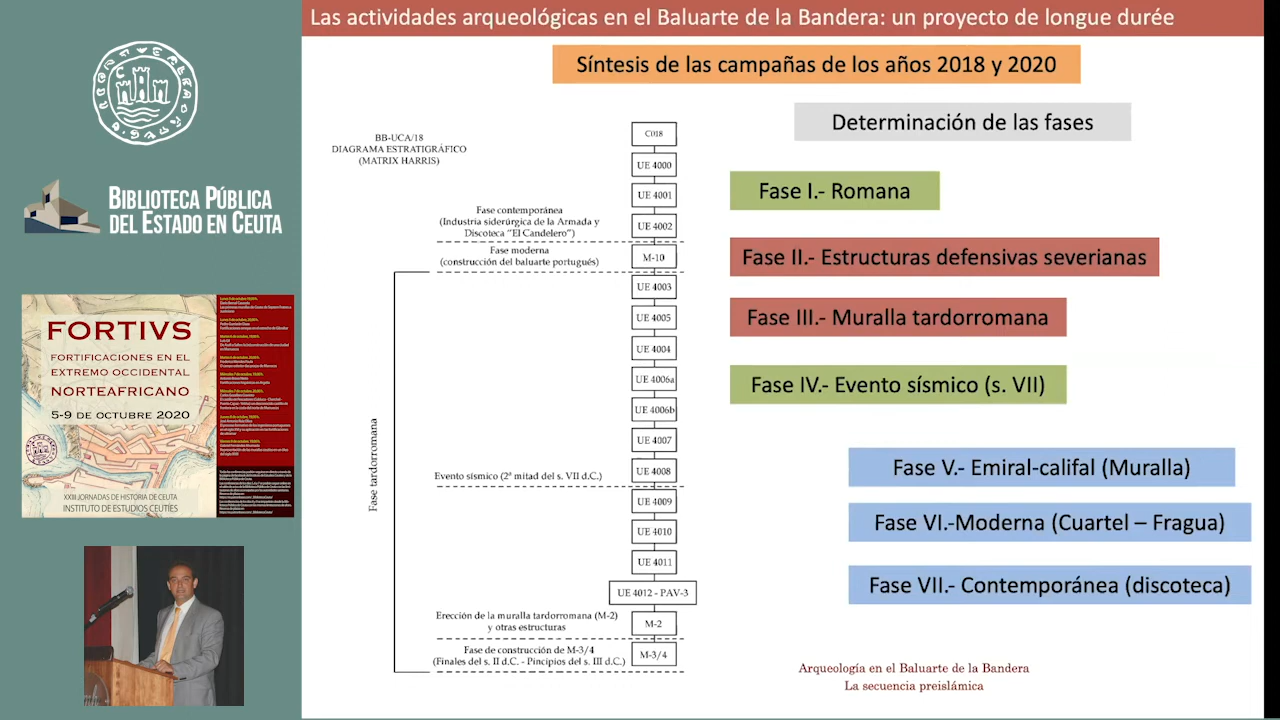 Las actividades arqueológicas en el Baluarte de la Bandera: un proyecto de longue durée
Síntesis de las campañas de los años 2018 y 2020
Determinación de las fases
BIBLIOTECA PÚBLICA
DEL ESTADO EN CEUTA
FORTIVS
FORTIFICACIONES EN EL
EXTREMO OCCIDENTAL
NORTEAFRICANO
5-9 DE OCTUBRE 2020
XXIII JORNADAS DE HISTORIA DE CEUTA
INSTITUTO DE ESTUDIOS CEUTÍES
BB-UCA/18
DIAGRAMA ESTRATIGRÁFICO
(MATRIX HARRIS)
C018
UE 4000
UE 4001
Fase contemporánea
(Industria siderúrgica de la Armada y
Discoteca "El Candelero")
UE 4002
Fase moderna
(construcción del baluarte portugués)
M-10
Fase tardorromana
UE 4003
UE 4005
UE 4004
UE 4006a
UE 4006b
UE 4007
UE 4008
Evento sísmico (2ª mitad del s. VII d.C.)
UE 4009
UE 4010
UE 4011
UE 4012 - PAV-3
Erección de la muralla tardorromana (M-2)
y otras estructuras
M-2
Fase de construcción de M-3/4
(Finales del s. II d.C. - Pincipios del s. III d.C.)
M-3/4
Fase I.- Romana
Fase II.- Estructuras defensivas severianas
Fase III.- Muralla tardorromana
Fase IV.- Evento sísmico (s. VII)
Fase V.- Emiral-califal (Muralla)
Fase VI.-Moderna (Cuartel – Fragua)
Fase VII.- Contemporánea (discoteca)
Arqueología en el Baluarte de la Bandera
La secuencia preislámica